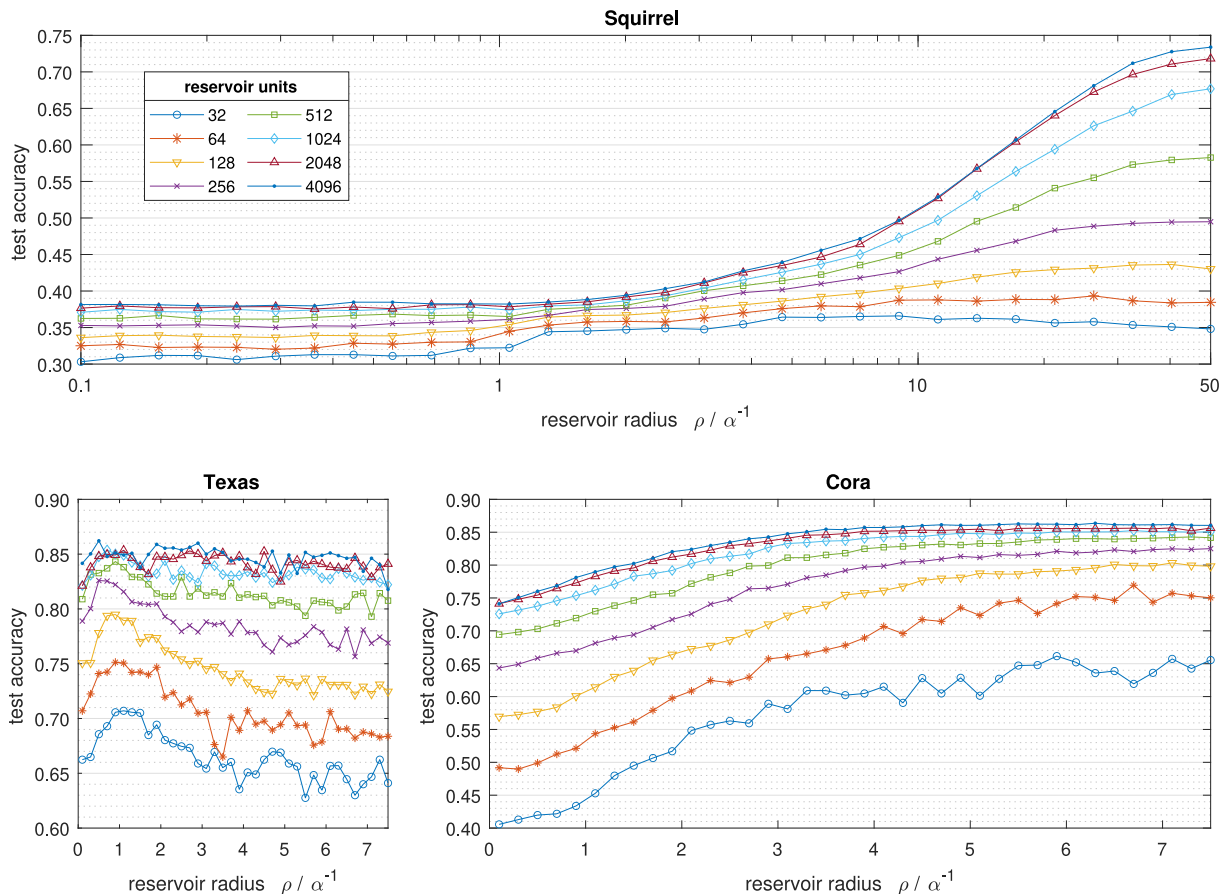 Squirrel
0.75
0.70
0.65
0.60
0.55
0.50
0.45
0.40
0.35
0.30
test accuracy
reservoir units
32 512
64 1024
128 2048
256 4096
0.1 1 10 50
reservoir radius ρ / α⁻¹
Texas
0.90
0.85
0.80
0.75
0.70
0.65
0.60
test accuracy
0 1 2 3 4 5 6 7
reservoir radius ρ / α⁻¹
Cora
0.90
0.85
0.80
0.75
0.70
0.65
0.60
0.55
0.50
0.45
0.40
test accuracy
0 1 2 3 4 5 6 7
reservoir radius ρ / α⁻¹